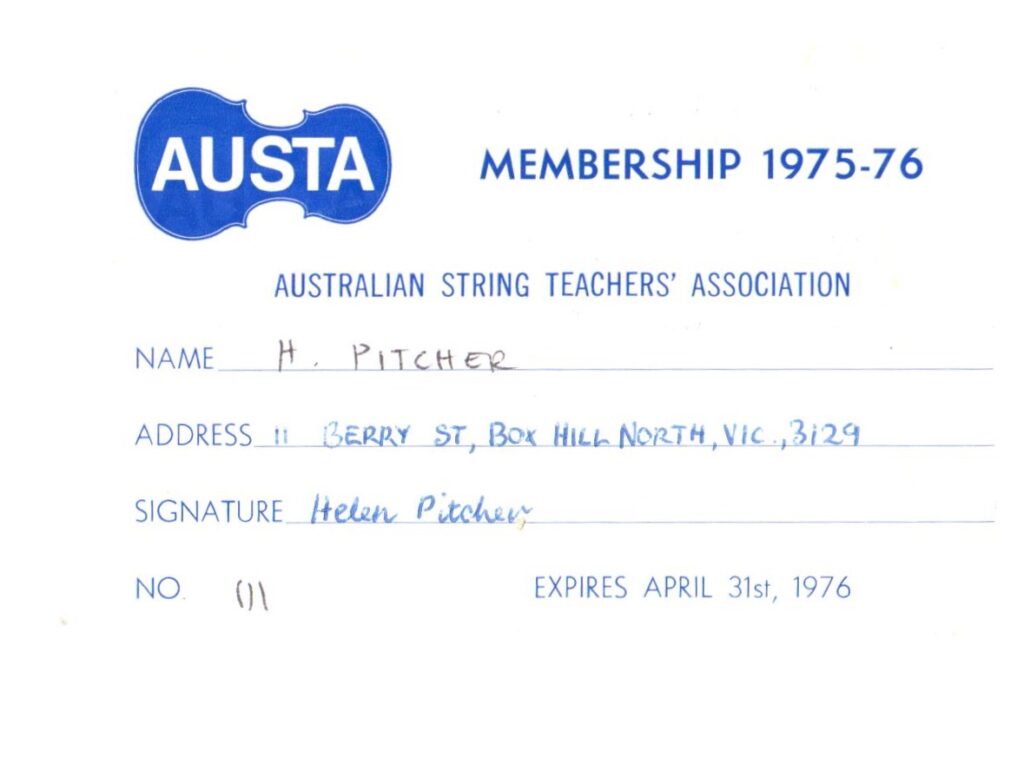 AUSTA
MEMBERSHIP 1975-76
AUSTRALIAN STRING TEACHERS' ASSOCIATION
NAME H. PITCHER
ADDRESS 11 BERRY ST, BOX HILL NORTH, VIC., 3129
SIGNATURE Helen Pitcher
NO. 111
EXPIRES APRIL 31st, 1976